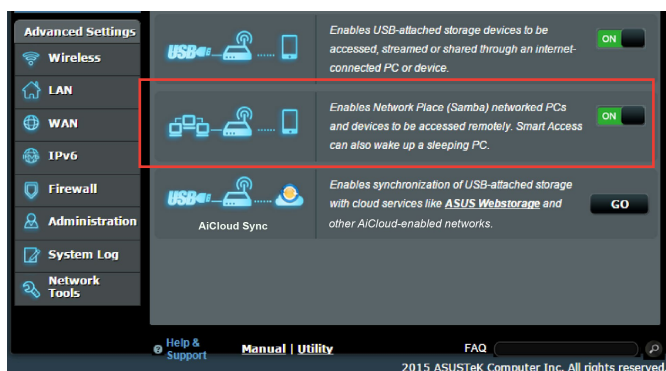 Advanced Settings
Wireless
LAN
WAN
IPv6
Firewall
Administration
System Log
Network
Tools
USB
Enables USB-attached storage devices to be
accessed, streamed or shared through an internet-
connected PC or device.
ON
Enables Network Place (Samba) networked PCs
and devices to be accessed remotely. Smart Access
can also wake up a sleeping PC.
ON
USB
AiCloud Sync
Enables synchronization of USB-attached storage
with cloud services like ASUS Webstorage and
other AiCloud-enabled networks.
GO
Help &
Support
Manual | Utility
FAQ
2015 ASUSTeK Computer Inc. All rights reserved